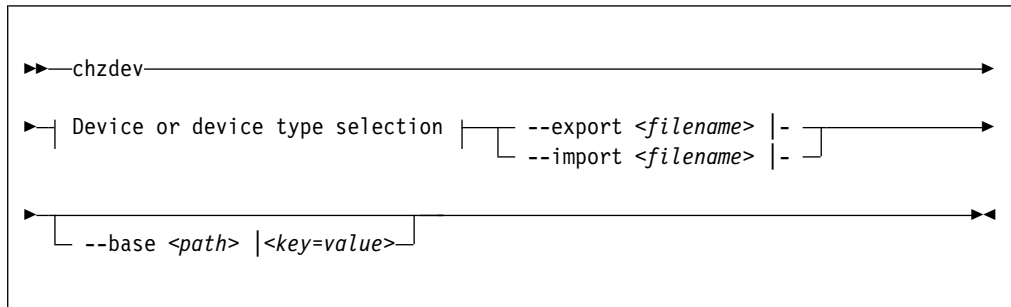 chzdev
Device or device type selection --export <filename> |-
--import <filename> |-
--base <path> |<key=value>